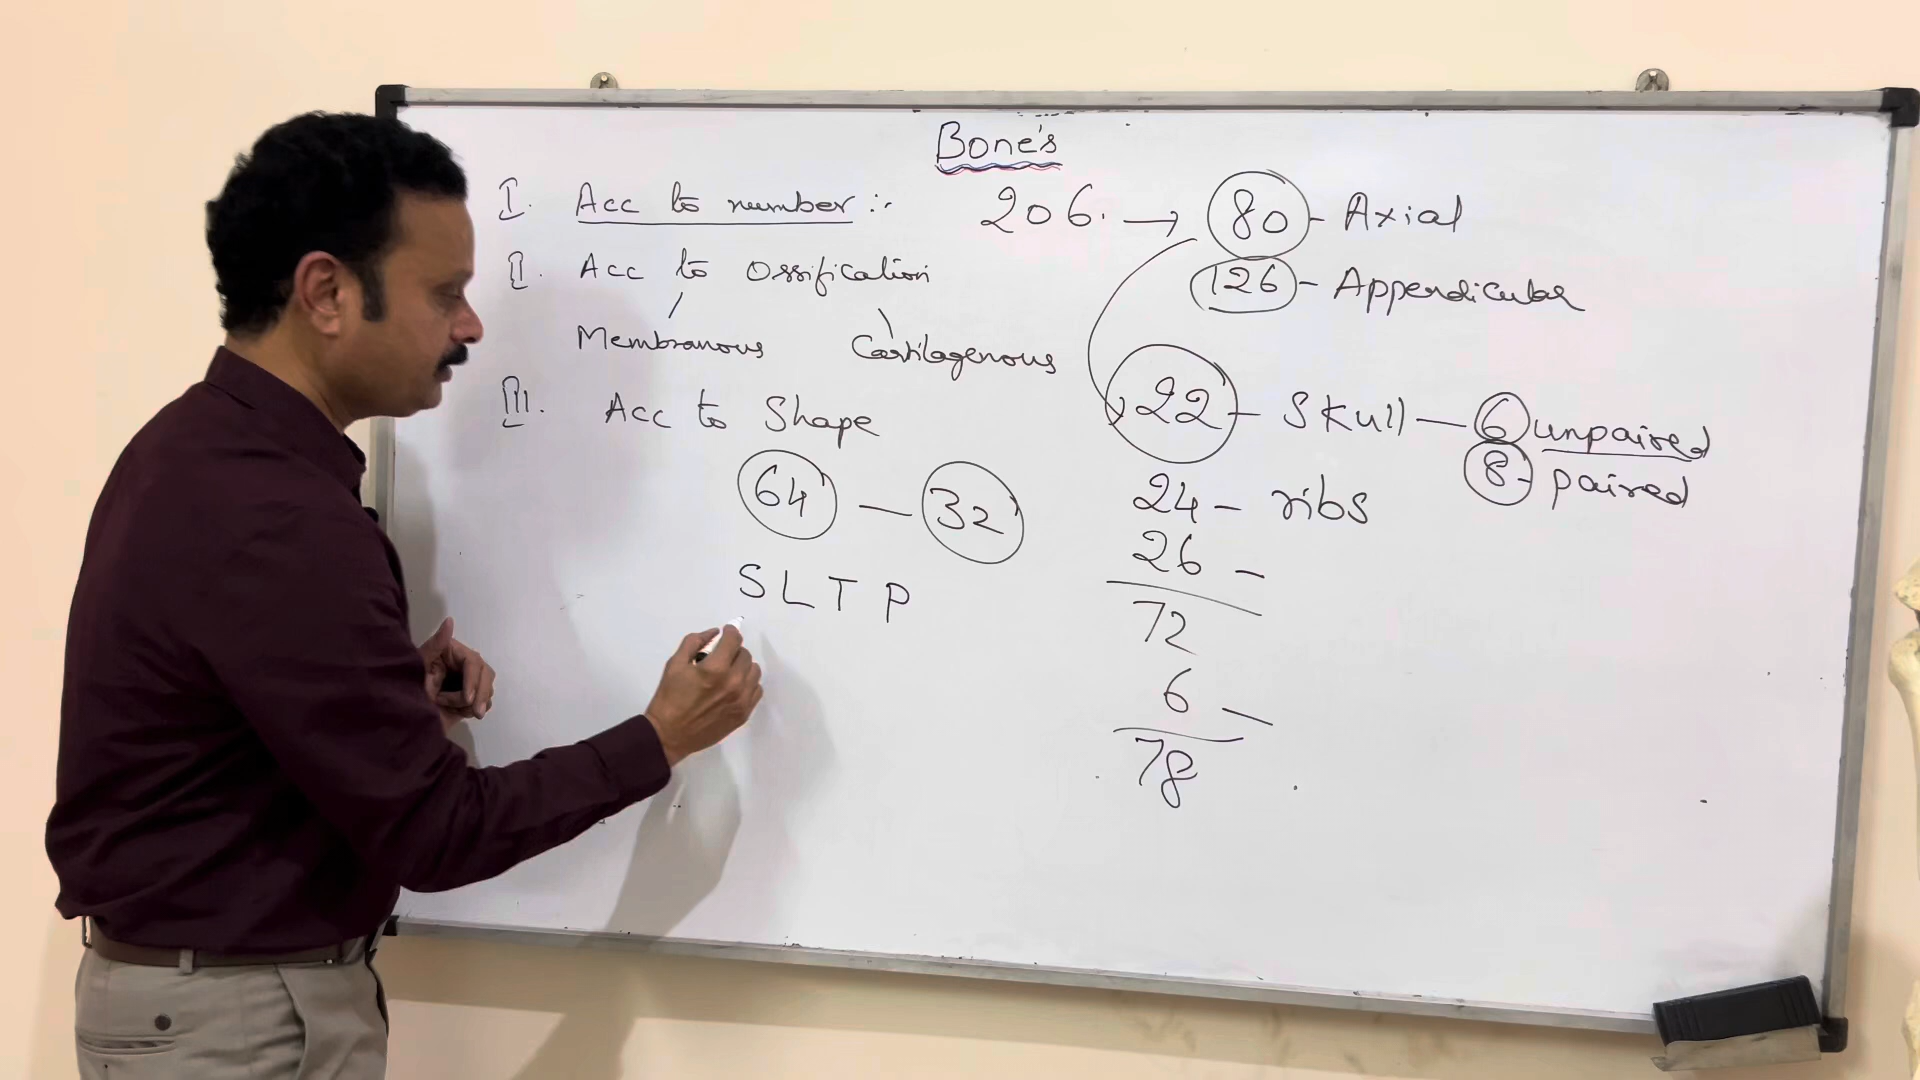 Bone's
I. Acc to number :-
206. → 80 - Axial
126 - Appendicular
II. Acc to Ossification
Membranous Cartilagenous
III. Acc to Shape
22 - Skull - 6 unpaired
8 - paired
64 - 32
24 - ribs
26 -
S L T P
72
6 -
78